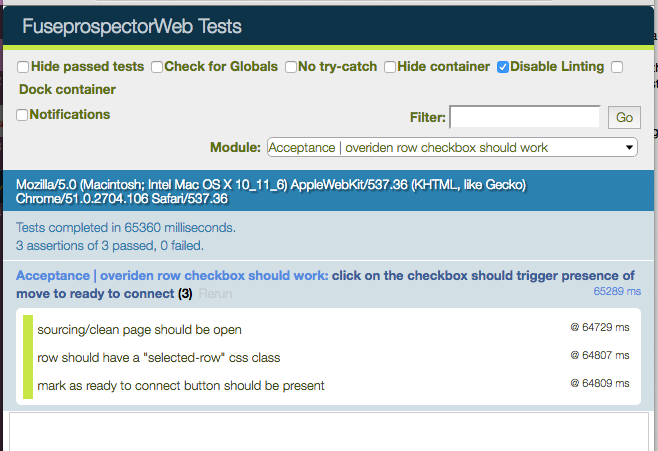 FuseprospectorWeb Tests
Hide passed tests Check for Globals No try-catch Hide container Disable Linting
Dock container
Notifications
Filter: Go
Module: Acceptance | overiden row checkbox should work
Mozilla/5.0 (Macintosh; Intel Mac OS X 10_11_6) AppleWebKit/537.36 (KHTML, like Gecko)
Chrome/51.0.2704.106 Safari/537.36
Tests completed in 65360 milliseconds.
3 assertions of 3 passed, 0 failed.
Acceptance | overiden row checkbox should work: click on the checkbox should trigger presence of
move to ready to connect (3) Rerun 65289 ms
sourcing/clean page should be open @ 64729 ms
row should have a "selected-row" css class @ 64807 ms
mark as ready to connect button should be present @ 64809 ms